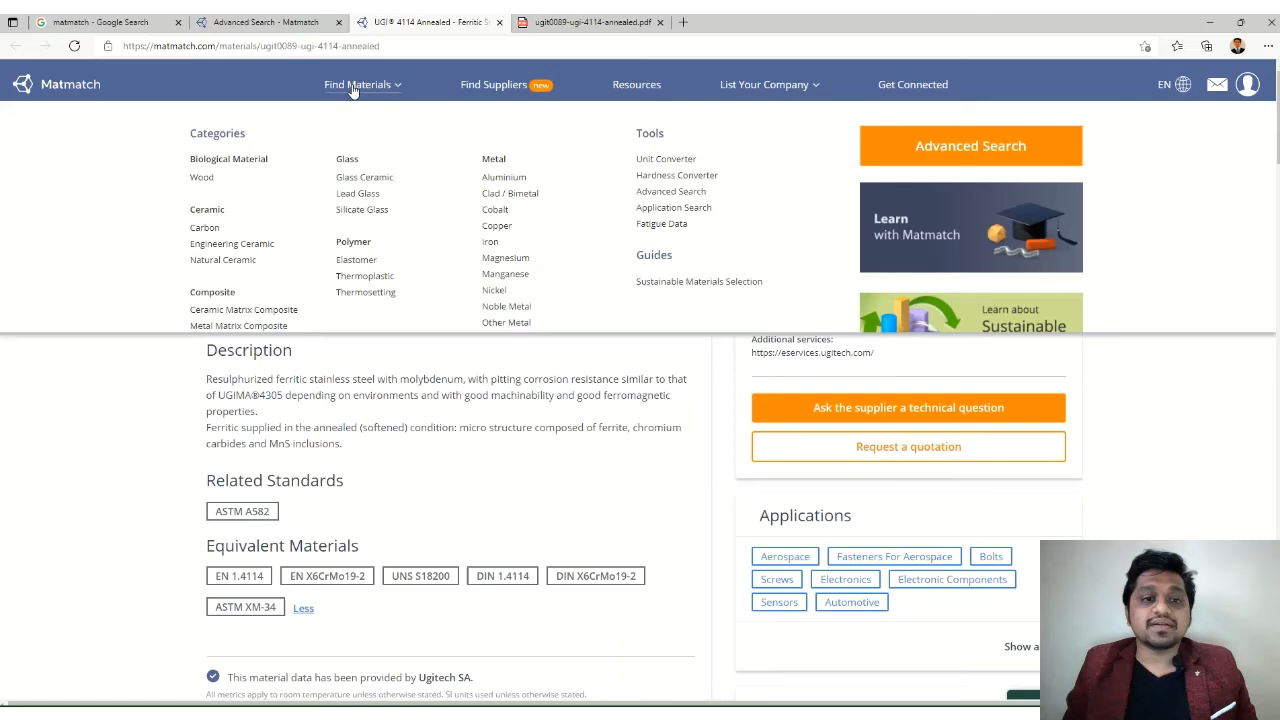 matmatch - Google Search
Advanced Search - Matmatch
UGI® 4114 Annealed - Ferritic S
ugit0089-ugi-4114-annealed.pdf
https://matmatch.com/materials/ugit0089-ugi-4114-annealed
Matmatch
Find Materials
Find Suppliers new
Resources
List Your Company
Get Connected
EN
Categories
Biological Material
Wood
Ceramic
Carbon
Engineering Ceramic
Natural Ceramic
Composite
Ceramic Matrix Composite
Metal Matrix Composite
Glass
Glass Ceramic
Lead Glass
Silicate Glass
Polymer
Elastomer
Thermoplastic
Thermosetting
Metal
Aluminium
Clad / Bimetal
Cobalt
Copper
Iron
Magnesium
Manganese
Nickel
Noble Metal
Other Metal
Tools
Unit Converter
Hardness Converter
Advanced Search
Application Search
Fatigue Data
Guides
Sustainable Materials Selection
Advanced Search
Learn
with Matmatch
Learn about
Sustainable
Description
Resulphurized ferritic stainless steel with molybdenum, with pitting corrosion resistance similar to that
of UGIMA®4305 depending on environments and with good machinability and good ferromagnetic
properties.
Ferritic supplied in the annealed (softened) condition: micro structure composed of ferrite, chromium
carbides and MnS inclusions.
Related Standards
ASTM A582
Equivalent Materials
EN 1.4114
EN X6CrMo19-2
UNS S18200
DIN 1.4114
DIN X6CrMo19-2
ASTM XM-34
Less
This material data has been provided by Ugitech SA.
All metrics apply to room temperature unless otherwise stated. SI units used unless otherwise stated.
Additional services:
https://eservices.ugitech.com/
Ask the supplier a technical question
Request a quotation
Applications
Aerospace
Fasteners For Aerospace
Bolts
Screws
Electronics
Electronic Components
Sensors
Automotive
Show a